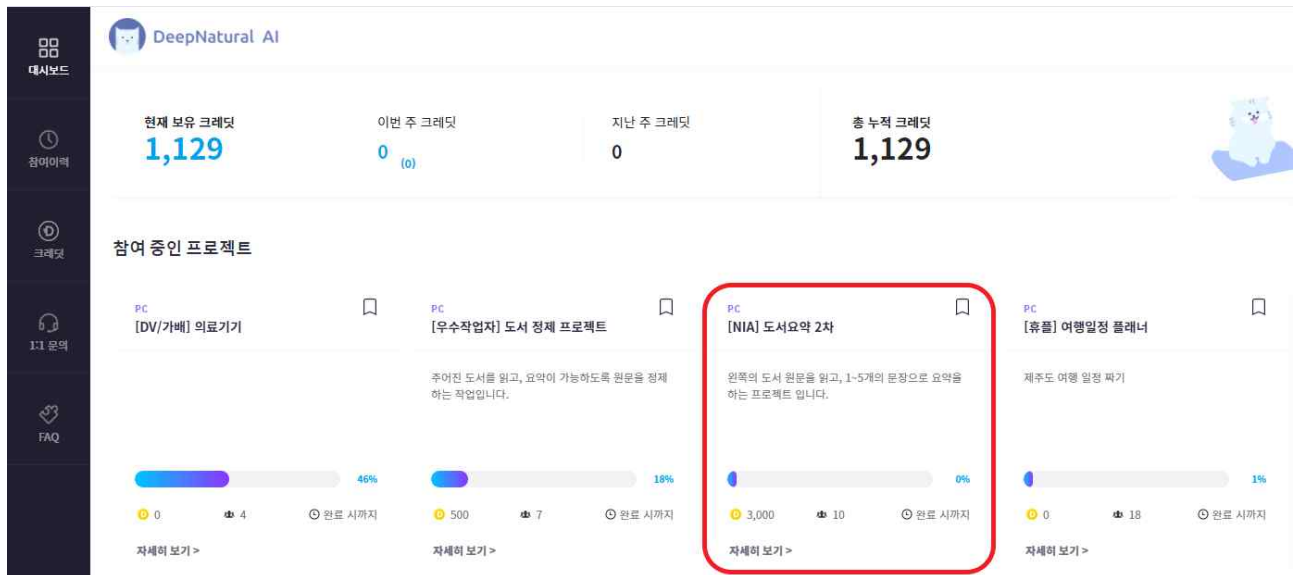 DeepNatural AI
대시보드
참여이력
크레딧
1:1 문의
FAQ
현재 보유 크레딧
1,129
이번 주 크레딧
0 (0)
지난 주 크레딧
0
총 누적 크레딧
1,129
참여 중인 프로젝트
PC
[DV/가배] 의료기기
46%
0 4 완료 시까지
자세히 보기 >
PC
[우수작업자] 도서 정제 프로젝트
주어진 도서를 읽고, 요약이 가능하도록 원문을 정제
하는 작업입니다.
18%
500 7 완료 시까지
자세히 보기 >
PC
[NIA] 도서요약 2차
왼쪽의 도서 원문을 읽고, 1~5개의 문장으로 요약을
하는 프로젝트 입니다.
0%
3,000 10 완료 시까지
자세히 보기 >
PC
[휴플] 여행일정 플래너
제주도 여행 일정 짜기
1%
0 18 완료 시까지
자세히 보기 >